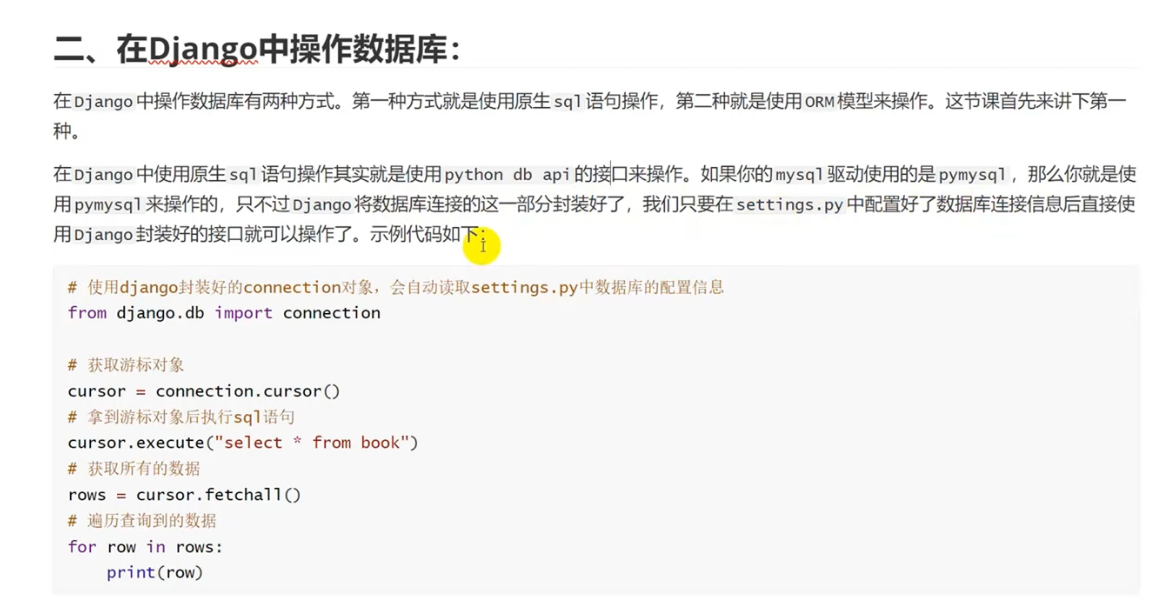 二、在Django中操作数据库：
在Django中操作数据库有两种方式。第一种方式就是使用原生sql语句操作，第二种就是使用ORM模型来操作。这节课首先来讲下第一
种。
在Django中使用原生sql语句操作其实就是使用python db api的接口来操作。如果你的mysql驱动使用的是pymysql，那么你就是使
用pymysql来操作的，只不过Django将数据库连接的这一部分封装好了，我们只要在settings.py中配置好了数据库连接信息后直接使
用Django封装好的接口就可以操作了。示例代码如下：
# 使用django封装好的connection对象，会自动读取settings.py中数据库的配置信息
from django.db import connection
# 获取游标对象
cursor = connection.cursor()
# 拿到游标对象后执行sql语句
cursor.execute("select * from book")
# 获取所有的数据
rows = cursor.fetchall()
# 遍历查询到的数据
for row in rows:
    print(row)